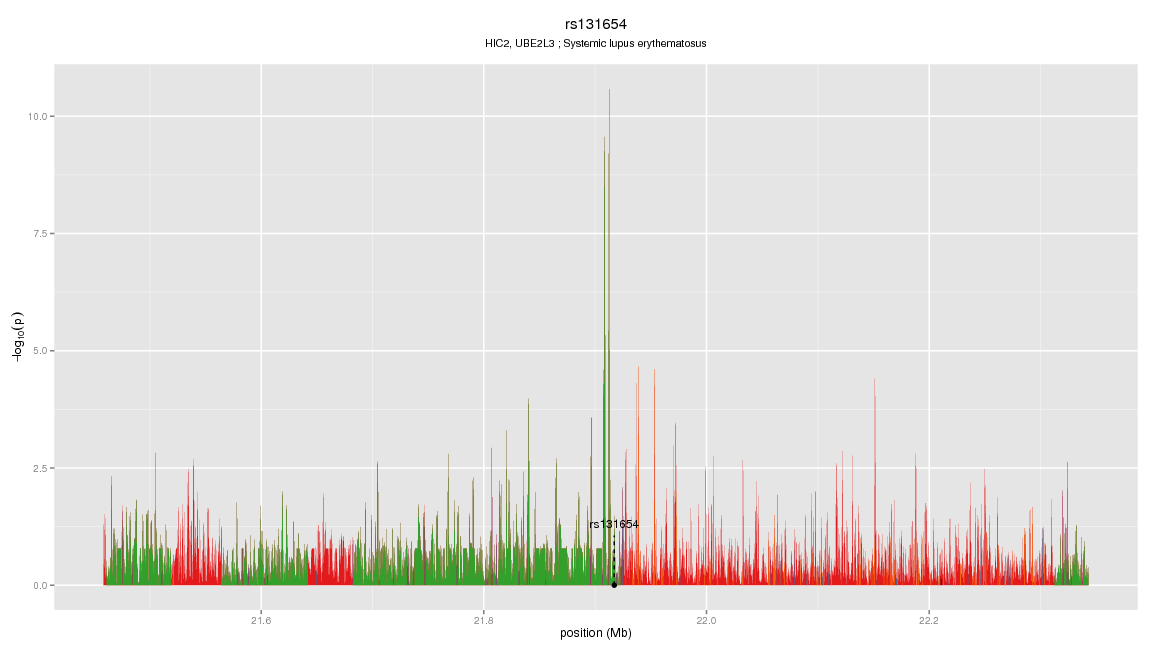 rs131654
HIC2, UBE2L3 ; Systemic lupus erythematosus
10.0
7.5
5.0
2.5
0.0
−log10(p)
rs131654
21.6
21.8
22.0
22.2
position (Mb)